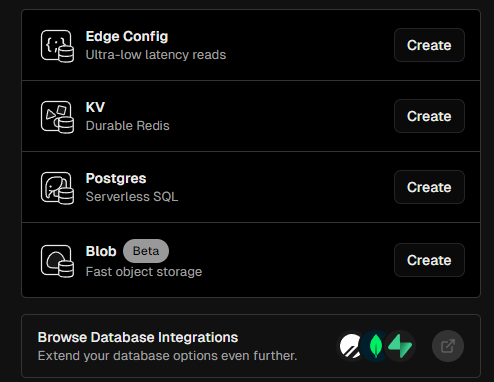 Edge Config
Ultra-low latency reads
Create
KV
Durable Redis
Create
Postgres
Serverless SQL
Create
Blob Beta
Fast object storage
Create
Browse Database Integrations
Extend your database options even further.